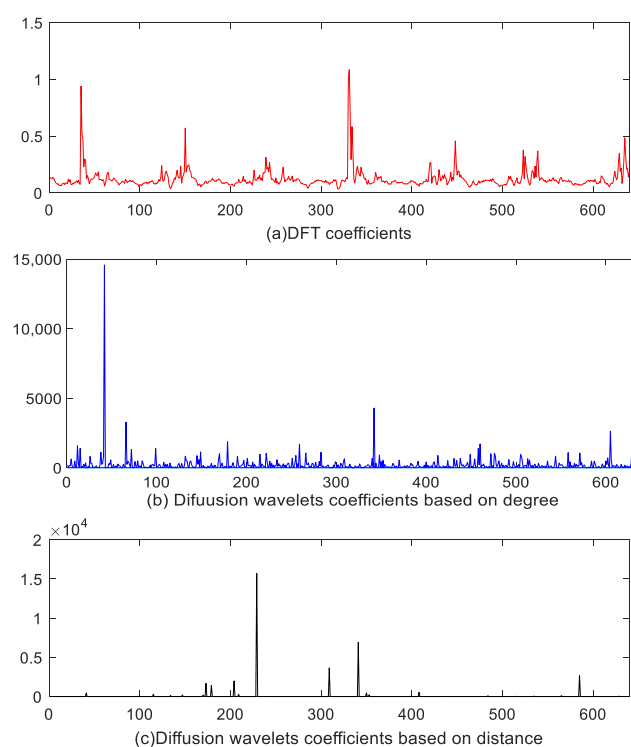 1.5
1
0.5
0
0 100 200 300 400 500 600
(a)DFT coefficients
15,000
10,000
5000
0
0 100 200 300 400 500 600
(b) Difuusion wavelets coefficients based on degree
×10^4
2
1.5
1
0.5
0
0 100 200 300 400 500 600
(c)Diffusion wavelets coefficients based on distance